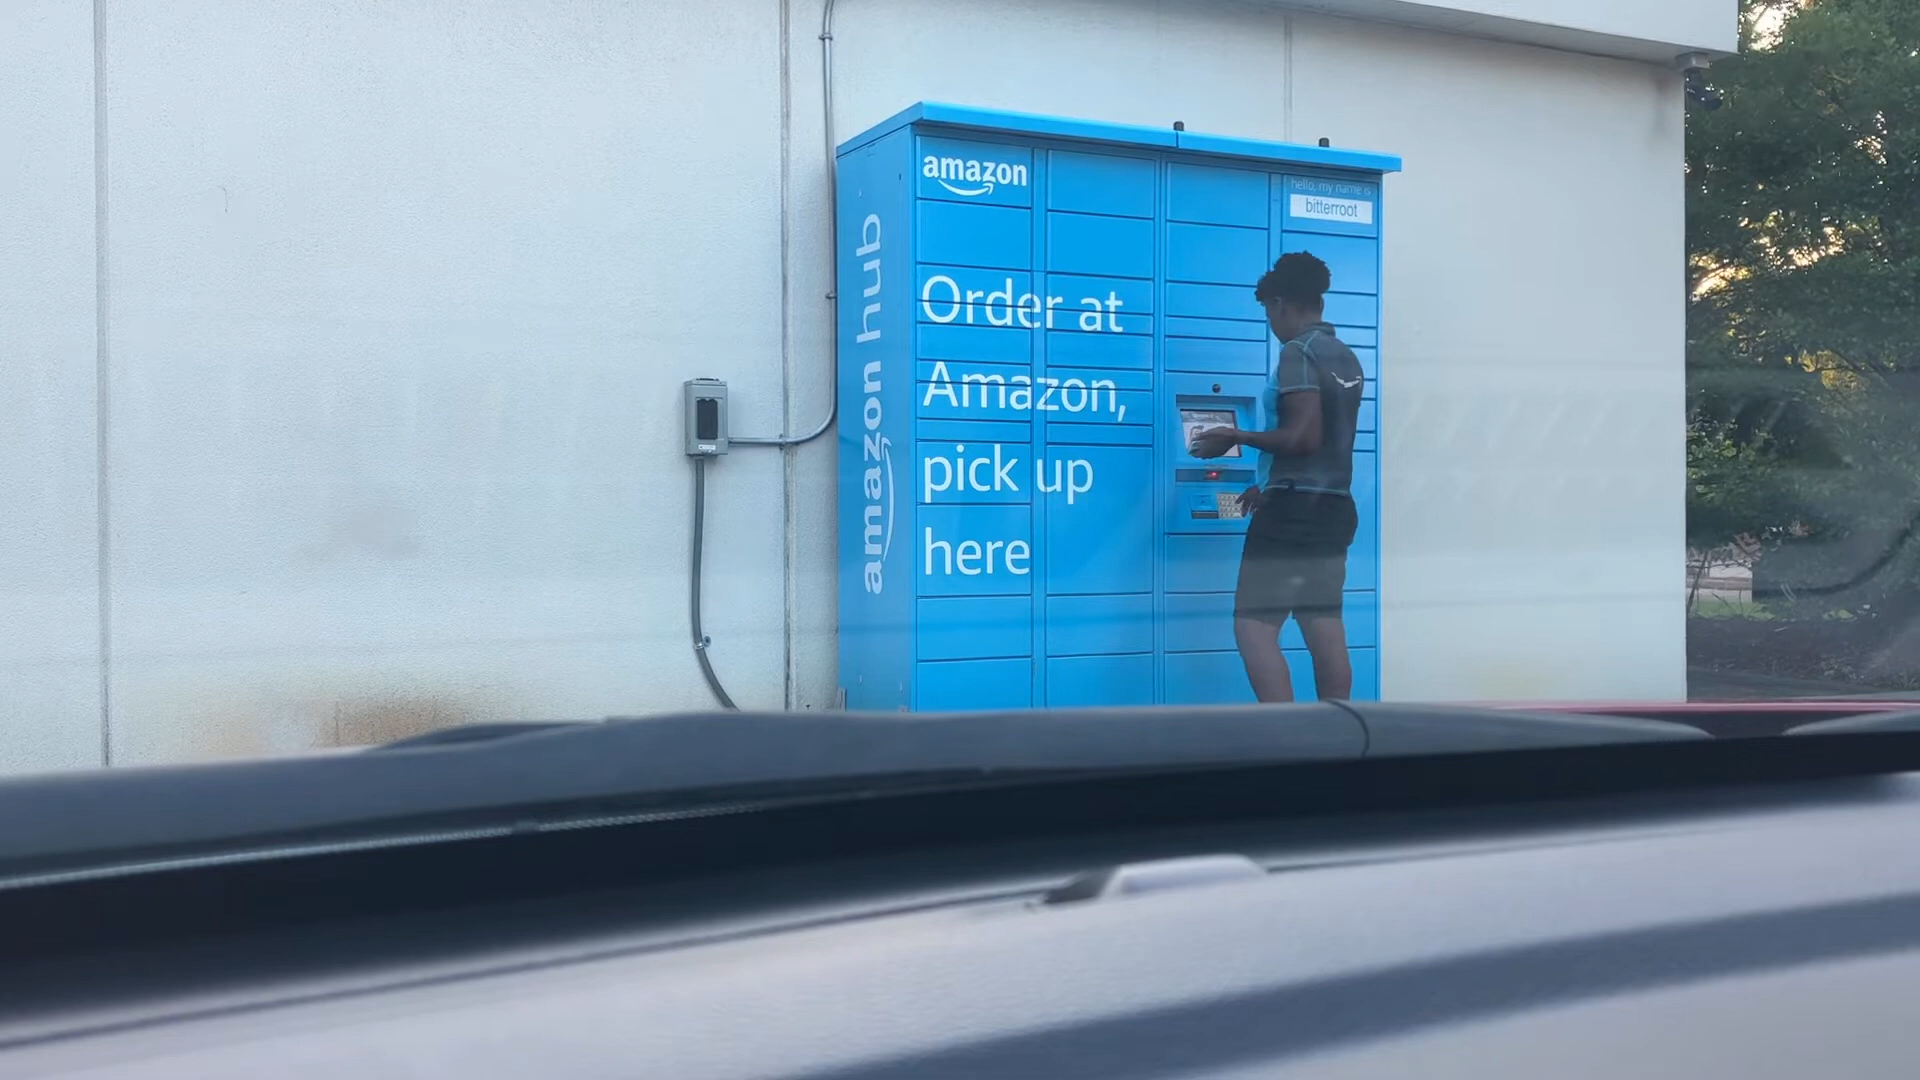 amazon
hello, my name is
bitterroot
amazon hub
Order at
Amazon,
pick up
here